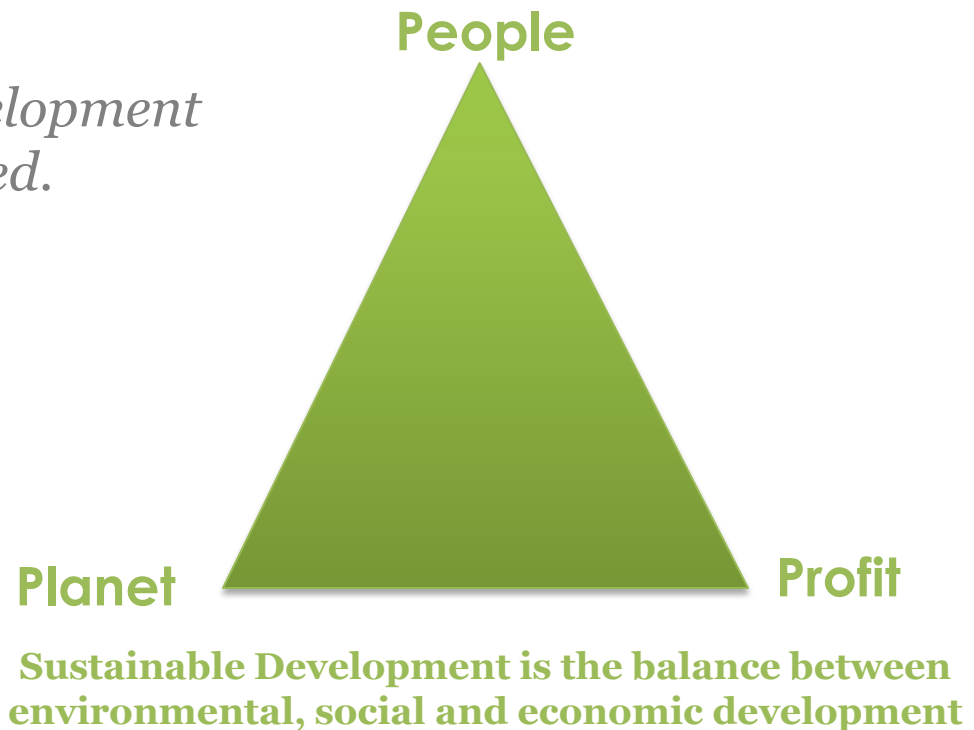 People
elopment
ed.
Planet
Profit
Sustainable Development is the balance between
environmental, social and economic development